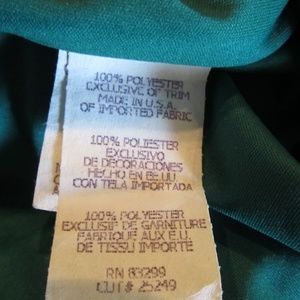 100% POLYESTER
EXCLUSIVE OF TRIM
MADE IN U.S.A.
OF IMPORTED FABRIC
100% POLIESTER
EXCLUSIVO
DE DECORACIONES
HECHO EN EE.UU
CON TELA IMPORTADA
100% POLYESTER
EXCLUSIF DE GARNITURE
FABRIQUE AUX E.U.
DE TISSU IMPORTÉ
RN 83299
CUT# 25249